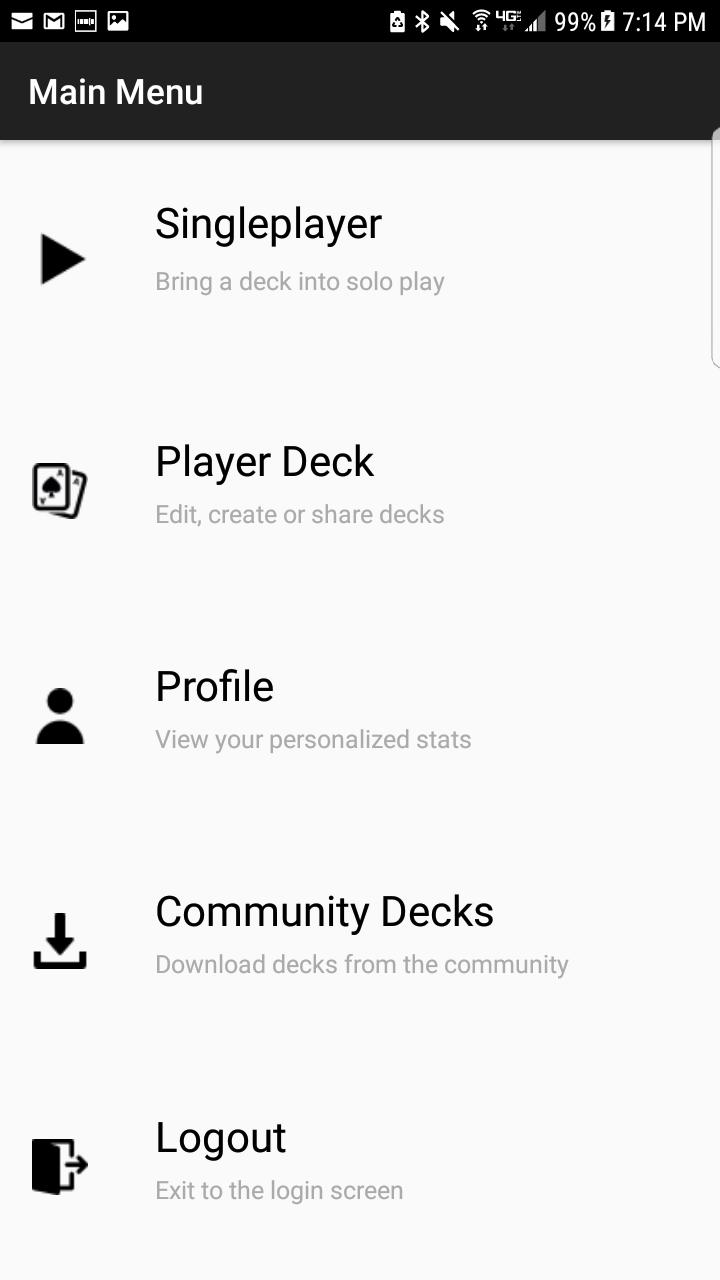 4G 99% 7:14 PM
Main Menu
Singleplayer
Bring a deck into solo play
Player Deck
Edit, create or share decks
Profile
View your personalized stats
Community Decks
Download decks from the community
Logout
Exit to the login screen